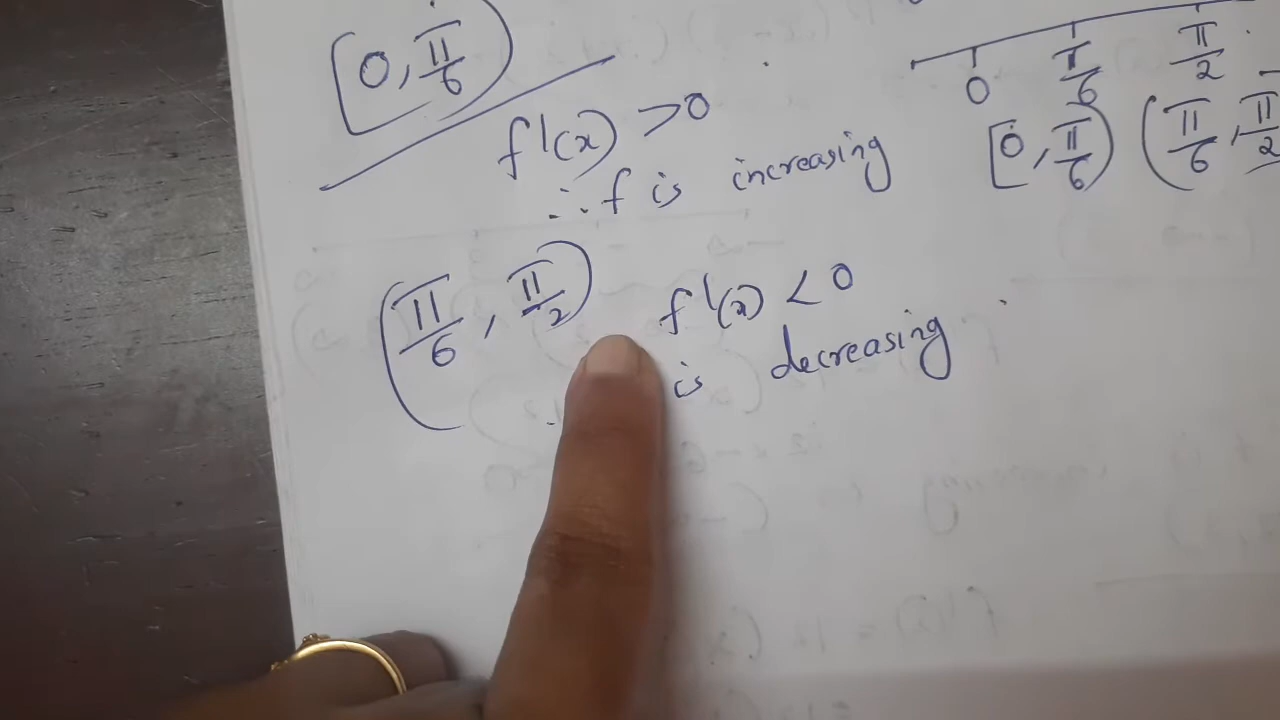 [0, π/6)
f'(x) > 0
∴ f is increasing
0 π/6 π/2
[0, π/6) (π/6, π/2
(π/6, π/2) f'(x) < 0
is decreasing